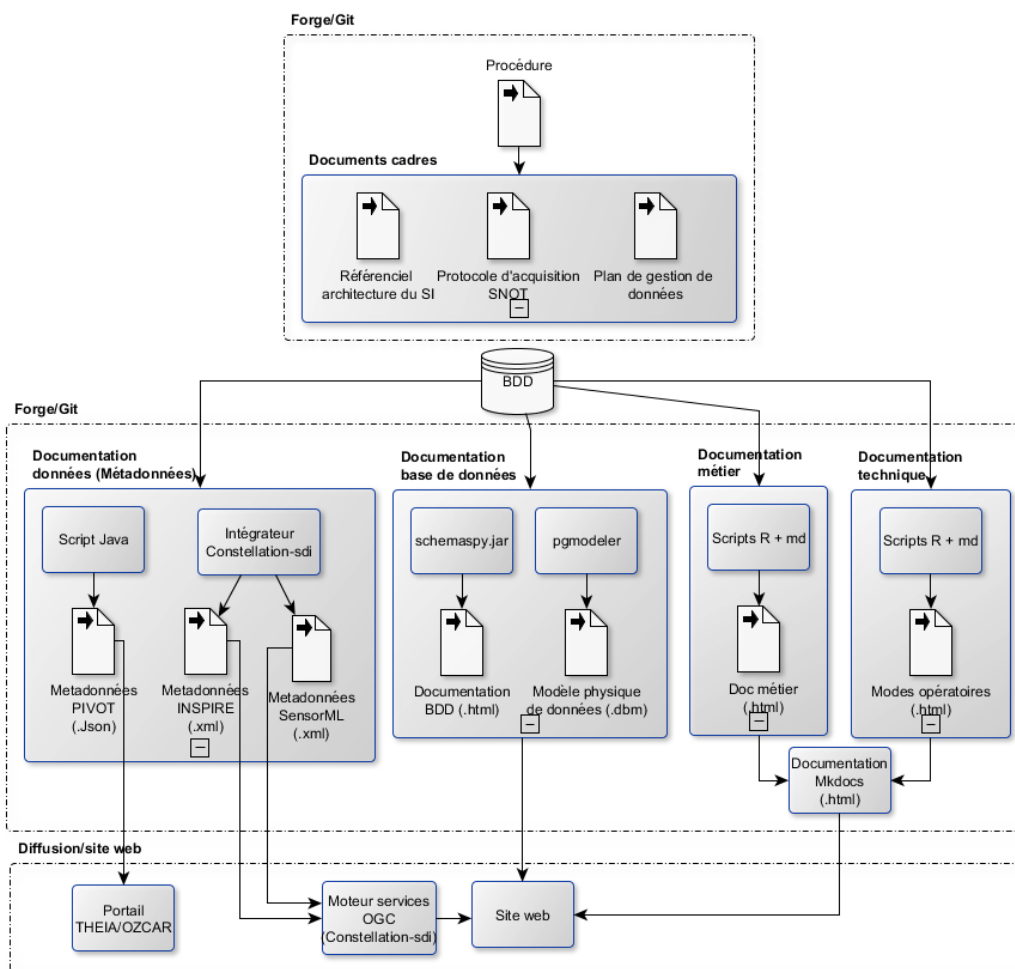 Forge/Git
Procédure
Documents cadres
Référenciel
architecture du SI
Protocole d'acquisition
SNOT
Plan de gestion de
données
BDD
Forge/Git
Documentation
données (Métadonnées)
Documentation
base de données
Documentation
métier
Documentation
technique
Script Java
Intégrateur
Constellation-sdi
schemaspy.jar
pgmodeler
Scripts R + md
Scripts R + md
Metadonnées
PIVOT
(.Json)
Metadonnées
INSPIRE
(.xml)
Metadonnées
SensorML
(.xml)
Documentation
BDD (.html)
Modèle physique
de données (.dbm)
Doc métier
(.html)
Modes opératoires
(.html)
Documentation
Mkdocs
(.html)
Diffusion/site web
Portail
THEIA/OZCAR
Moteur services
OGC
(Constellation-sdi)
Site web